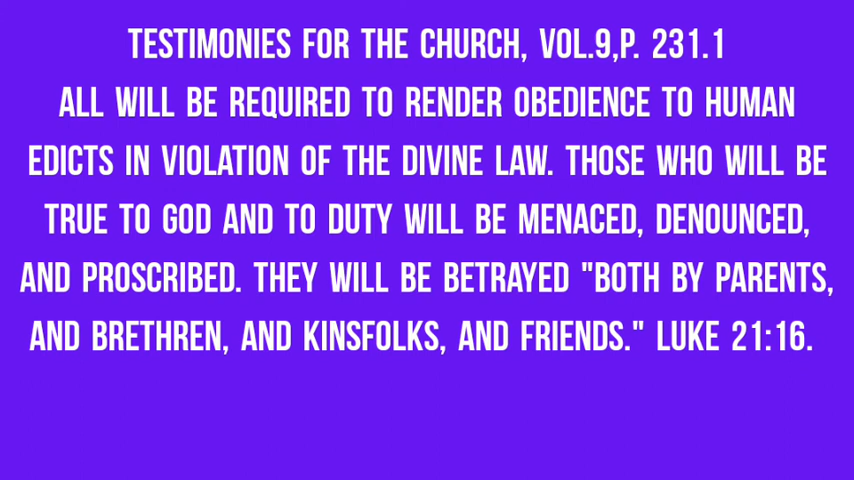 TESTIMONIES FOR THE CHURCH, VOL.9,P. 231.1
ALL WILL BE REQUIRED TO RENDER OBEDIENCE TO HUMAN
EDICTS IN VIOLATION OF THE DIVINE LAW. THOSE WHO WILL BE
TRUE TO GOD AND TO DUTY WILL BE MENACED, DENOUNCED,
AND PROSCRIBED. THEY WILL BE BETRAYED "BOTH BY PARENTS,
AND BRETHREN, AND KINSFOLKS, AND FRIENDS." LUKE 21:16.